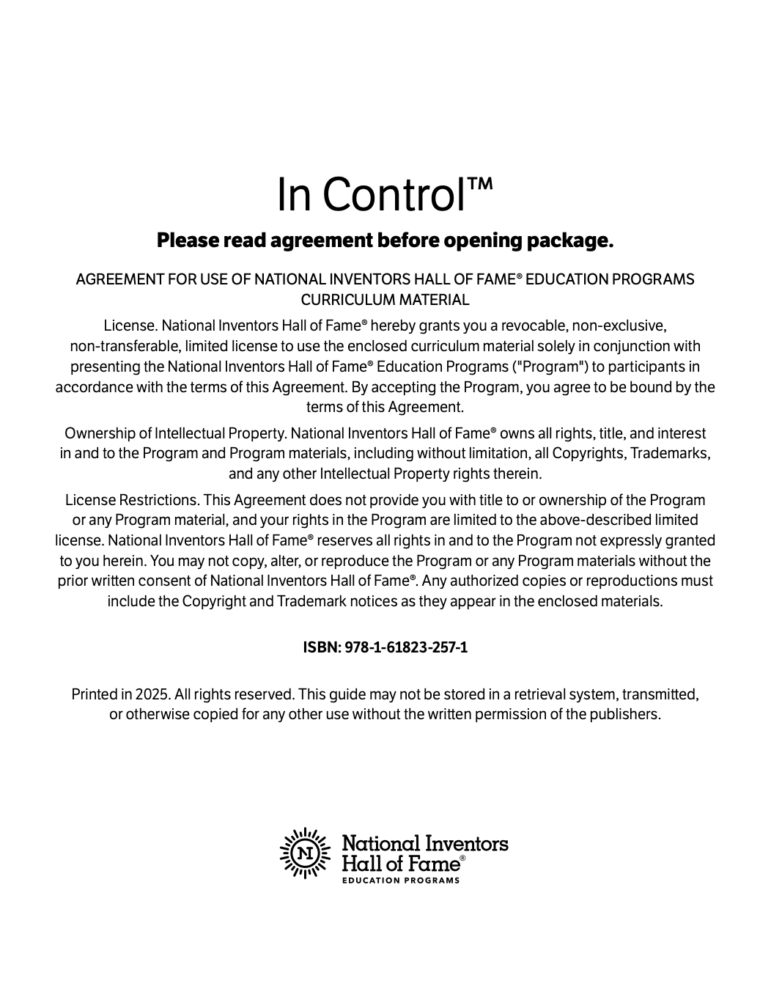 In Control™
Please read agreement before opening package.
AGREEMENT FOR USE OF NATIONAL INVENTORS HALL OF FAME® EDUCATION PROGRAMS
CURRICULUM MATERIAL
License. National Inventors Hall of Fame® hereby grants you a revocable, non-exclusive,
non-transferable, limited license to use the enclosed curriculum material solely in conjunction with
presenting the National Inventors Hall of Fame® Education Programs ("Program") to participants in
accordance with the terms of this Agreement. By accepting the Program, you agree to be bound by the
terms of this Agreement.
Ownership of Intellectual Property. National Inventors Hall of Fame® owns all rights, title, and interest
in and to the Program and Program materials, including without limitation, all Copyrights, Trademarks,
and any other Intellectual Property rights therein.
License Restrictions. This Agreement does not provide you with title to or ownership of the Program
or any Program material, and your rights in the Program are limited to the above-described limited
license. National Inventors Hall of Fame® reserves all rights in and to the Program not expressly granted
to you herein. You may not copy, alter, or reproduce the Program or any Program materials without the
prior written consent of National Inventors Hall of Fame®. Any authorized copies or reproductions must
include the Copyright and Trademark notices as they appear in the enclosed materials.
ISBN: 978-1-61823-257-1
Printed in 2025. All rights reserved. This guide may not be stored in a retrieval system, transmitted,
or otherwise copied for any other use without the written permission of the publishers.
N
National Inventors
Hall of Fame®
EDUCATION PROGRAMS